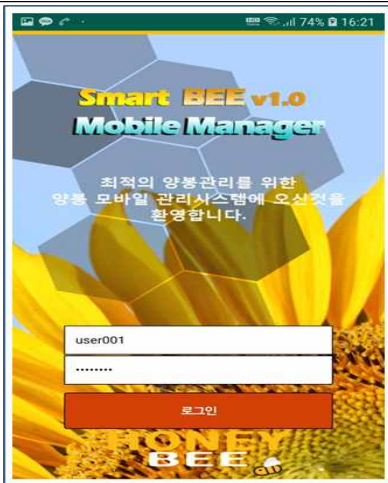 74% 16:21
Smart BEE v1.0
Mobile Manager
최적의 양봉관리를 위한
양봉 모바일 관리시스템에 오신것을
환영합니다.
user001
••••••••
로그인
HONEY
BEE